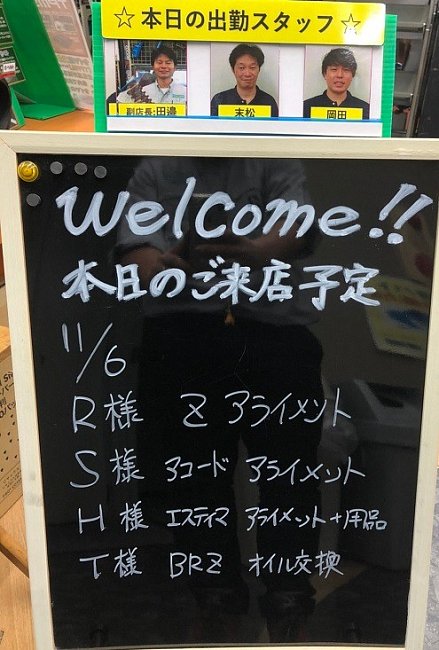 ☆本日の出勤スタッフ☆
副店長:田邉
末松
岡田
Welcome!!
本日のご来店予定
11/6
R様 Z アライメント
S様 アコード アライメント
H様 エスティマ アライメント+用品
T様 BRZ オイル交換